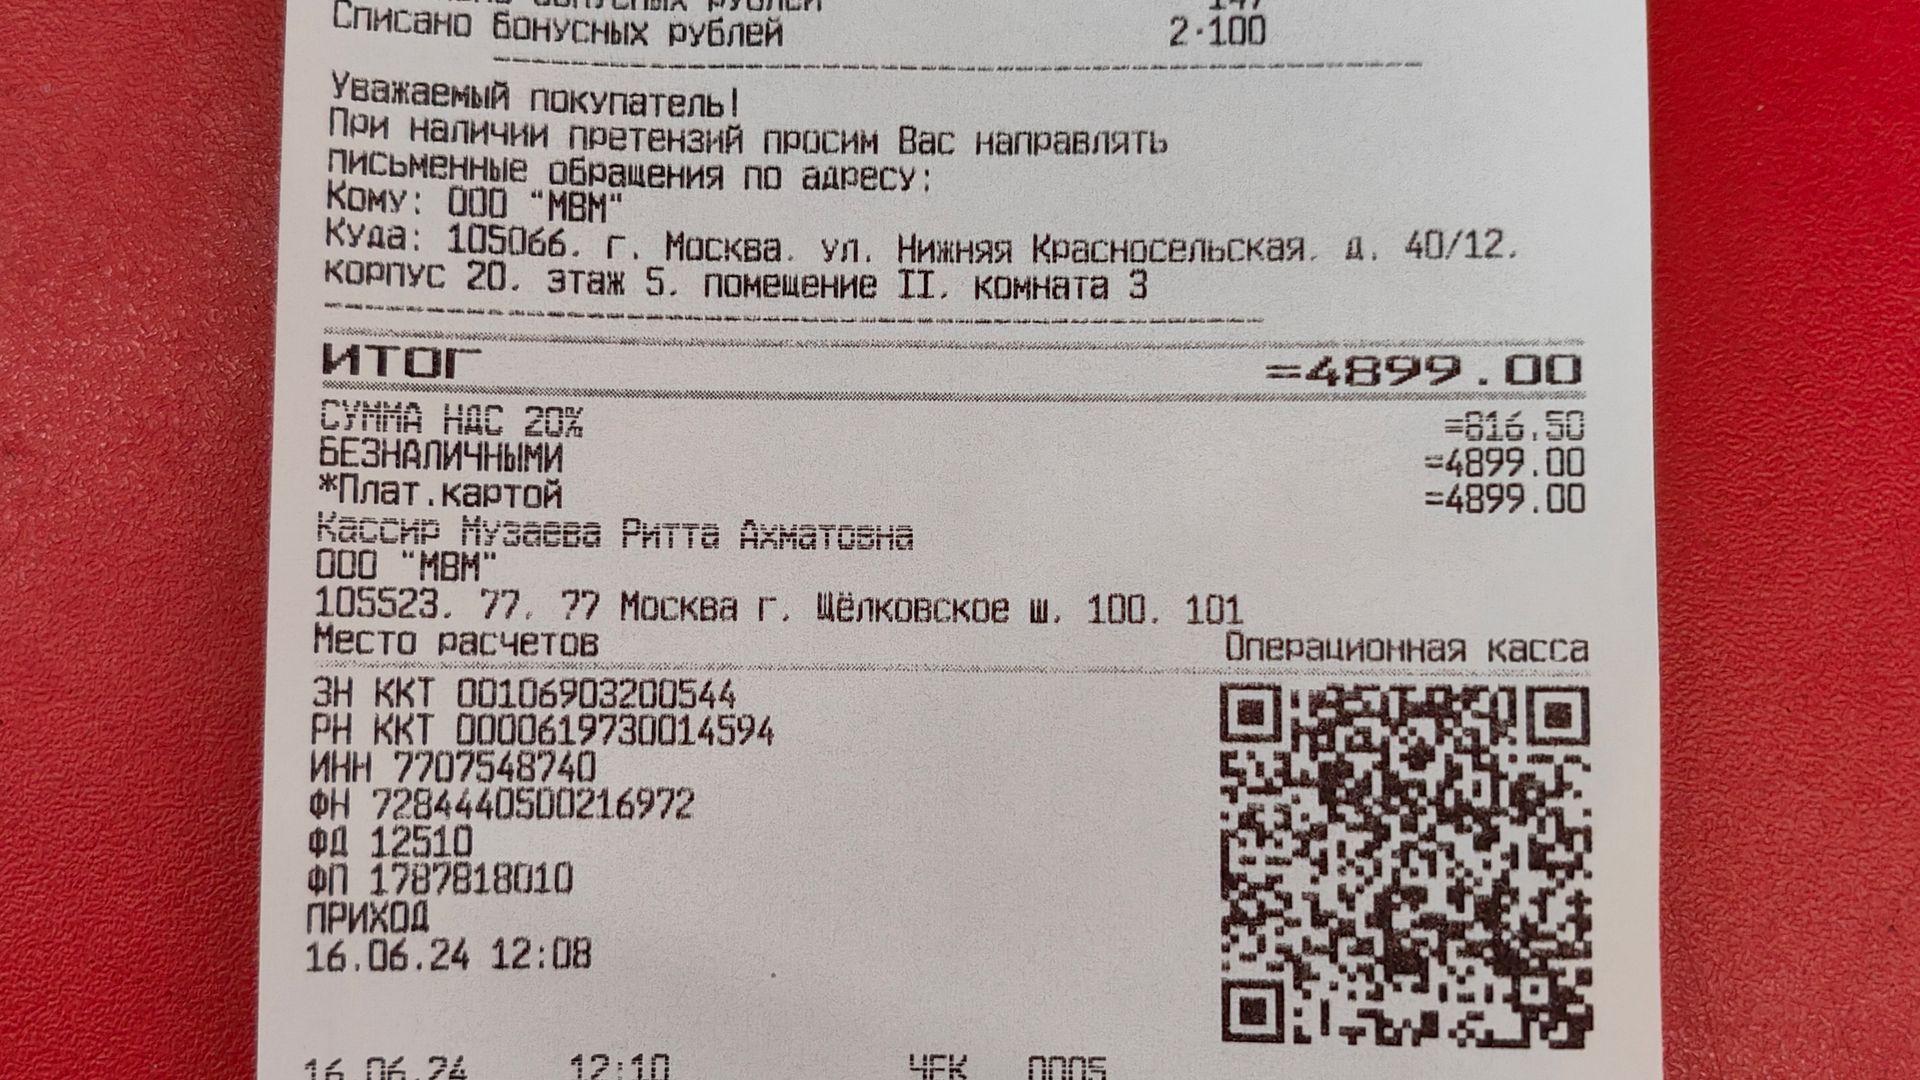 бонусных рублей 147
Списано бонусных рублей 2·100
Уважаемый покупатель!
При наличии претензий просим Вас направлять
письменные обращения по адресу:
Кому: ООО "МВМ"
Куда: 105066, г. Москва, ул. Нижняя Красносельская, д. 40/12,
корпус 20, этаж 5, помещение II, комната 3
ИТОГ =4899.00
СУММА НДС 20% =816.50
БЕЗНАЛИЧНЫМИ =4899.00
*Плат.картой =4899.00
Кассир Музаева Ритта Ахматовна
ООО "МВМ"
105523, 77, 77 Москва г, Щёлковское ш, 100, 101
Место расчетов Операционная касса
ЗН ККТ 00106903200544
РН ККТ 0000619730014594
ИНН 7707548740
ФН 7284440500216972
ФД 12510
ФП 1787818010
ПРИХОД
16.06.24 12:08
16.06.24 12:10 ЧЕК 0005